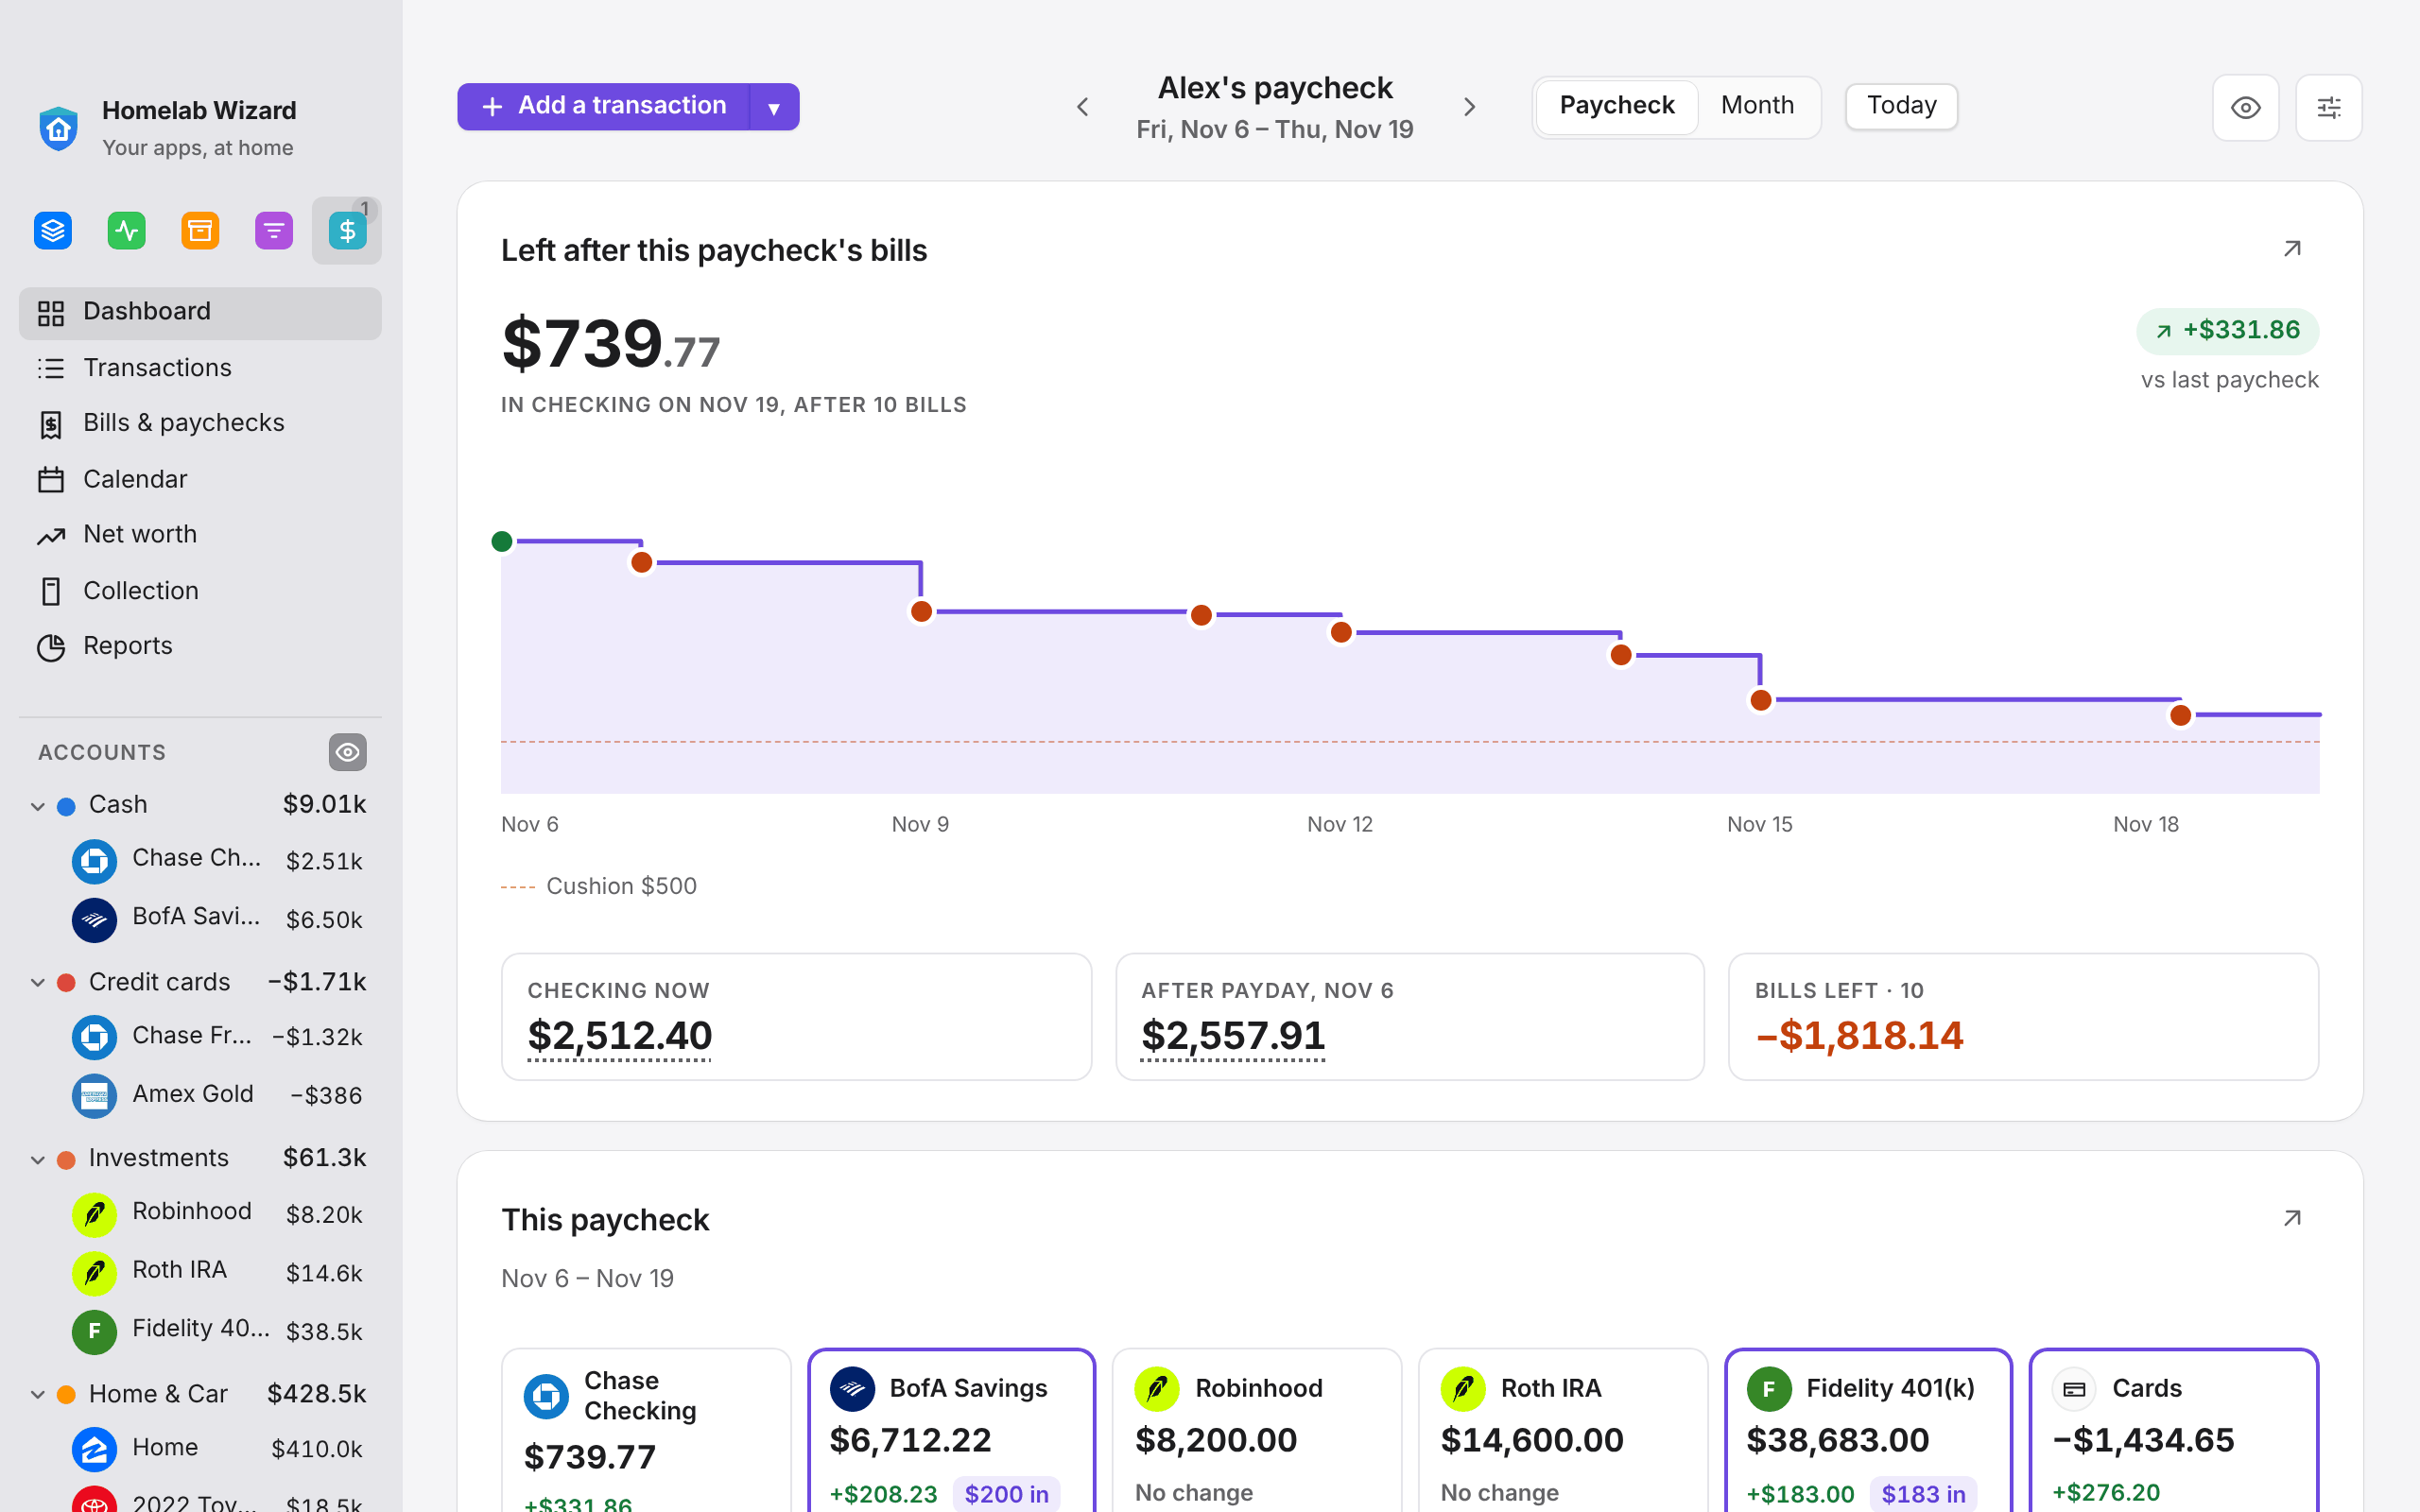 Homelab Wizard
Your apps, at home
1
Dashboard
Transactions
Bills & paychecks
Calendar
Net worth
Collection
Reports
ACCOUNTS
Cash $9.01k
Chase Ch... $2.51k
BofA Savi... $6.50k
Credit cards −$1.71k
Chase Fr... −$1.32k
Amex Gold −$386
Investments $61.3k
Robinhood $8.20k
Roth IRA $14.6k
F Fidelity 40... $38.5k
Home & Car $428.5k
Home $410.0k
2022 Toy... $18.5k
+ Add a transaction ▼
Alex's paycheck
Fri, Nov 6 – Thu, Nov 19
Paycheck Month Today
Left after this paycheck's bills
$739.77
IN CHECKING ON NOV 19, AFTER 10 BILLS
+$331.86
vs last paycheck
Nov 6 Nov 9 Nov 12 Nov 15 Nov 18
Cushion $500
CHECKING NOW
$2,512.40
AFTER PAYDAY, NOV 6
$2,557.91
BILLS LEFT · 10
−$1,818.14
This paycheck
Nov 6 – Nov 19
Chase
Checking
$739.77
+$331.86
BofA Savings
$6,712.22
+$208.23 $200 in
Robinhood
$8,200.00
No change
Roth IRA
$14,600.00
No change
F Fidelity 401(k)
$38,683.00
+$183.00 $183 in
Cards
−$1,434.65
+$276.20